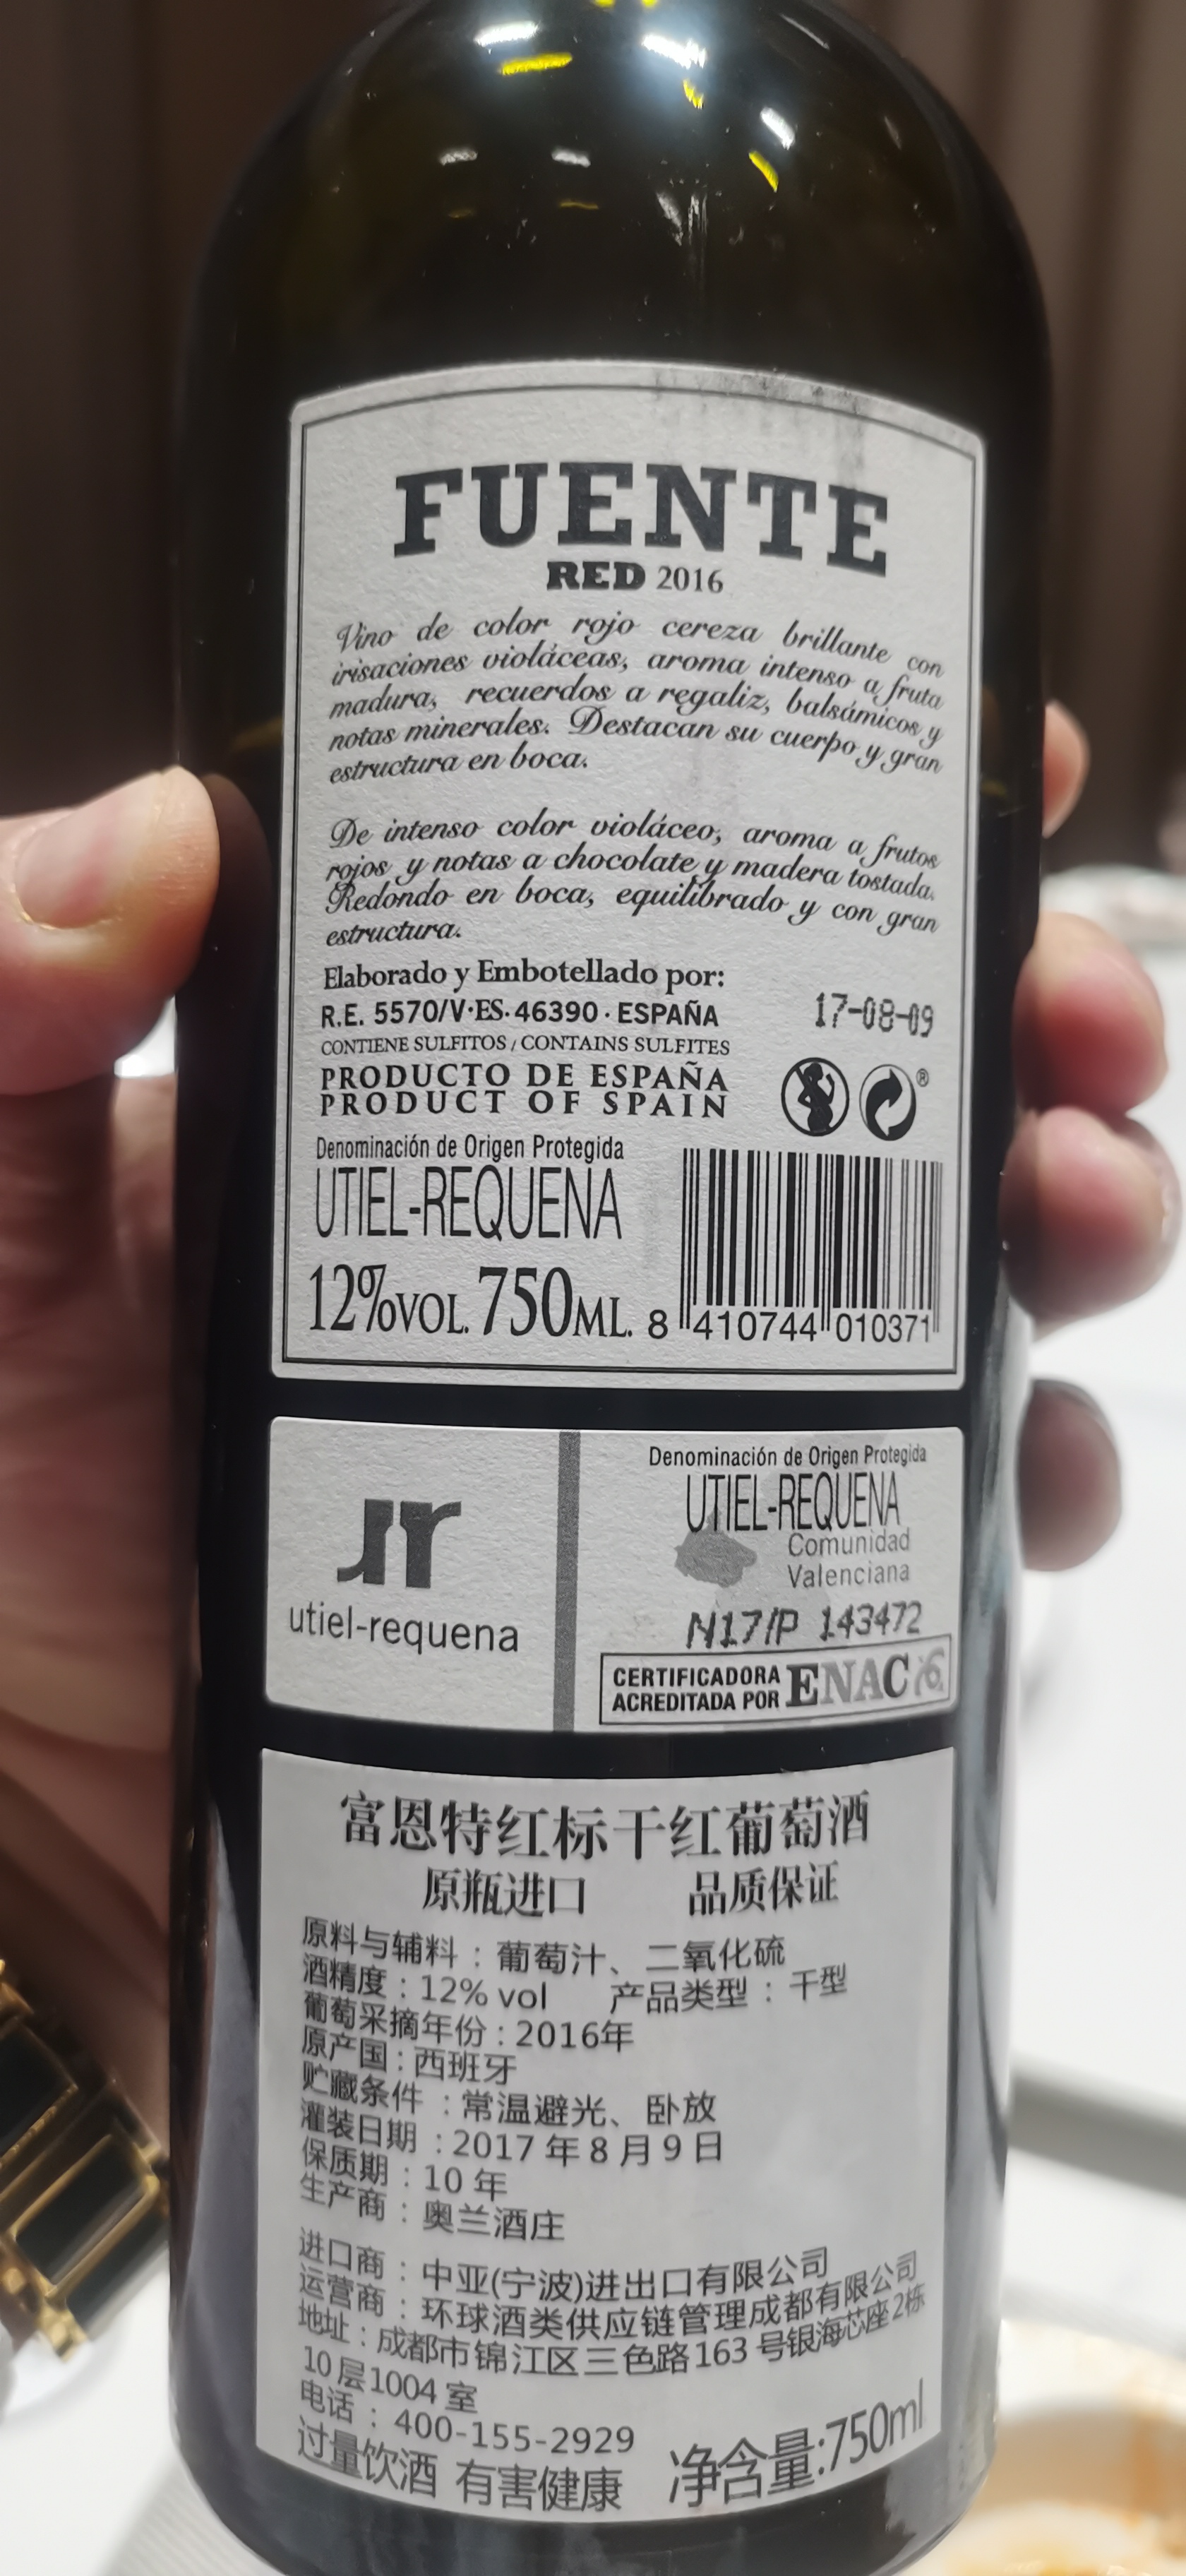 FUENTE
RED 2016
Vino de color rojo cereza brillante con
irisaciones violáceas, aroma intenso a fruta
madura, recuerdos a regaliz, balsámicos y
notas minerales. Destacan su cuerpo y gran
estructura en boca.
De intenso color violáceo, aroma a frutos
rojos y notas a chocolate y madera tostada.
Redondo en boca, equilibrado y con gran
estructura.
Elaborado y Embotellado por:
R.E. 5570/V·ES·46390·ESPAÑA
17-08-09
CONTIENE SULFITOS / CONTAINS SULFITES
PRODUCTO DE ESPAÑA
PRODUCT OF SPAIN
®
Denominación de Origen Protegida
UTIEL-REQUENA
12%VOL. 750ML.
8 410744 010371
utiel-requena
Denominación de Origen Protegida
UTIEL-REQUENA
Comunidad
Valenciana
N17/P 143472
CERTIFICADORA
ACREDITADA POR ENAC
富恩特红标干红葡萄酒
原瓶进口 品质保证
原料与辅料：葡萄汁、二氧化硫
酒精度：12% vol 产品类型：干型
葡萄采摘年份：2016年
原产国：西班牙
贮藏条件：常温避光、卧放
灌装日期：2017年8月9日
保质期：10年
生产商：奥兰酒庄
进口商：中亚(宁波)进出口有限公司
运营商：环球酒类供应链管理成都有限公司
地址：成都市锦江区三色路163号银海芯座2栋
10层1004室
电话：400-155-2929
过量饮酒 有害健康 净含量:750ml